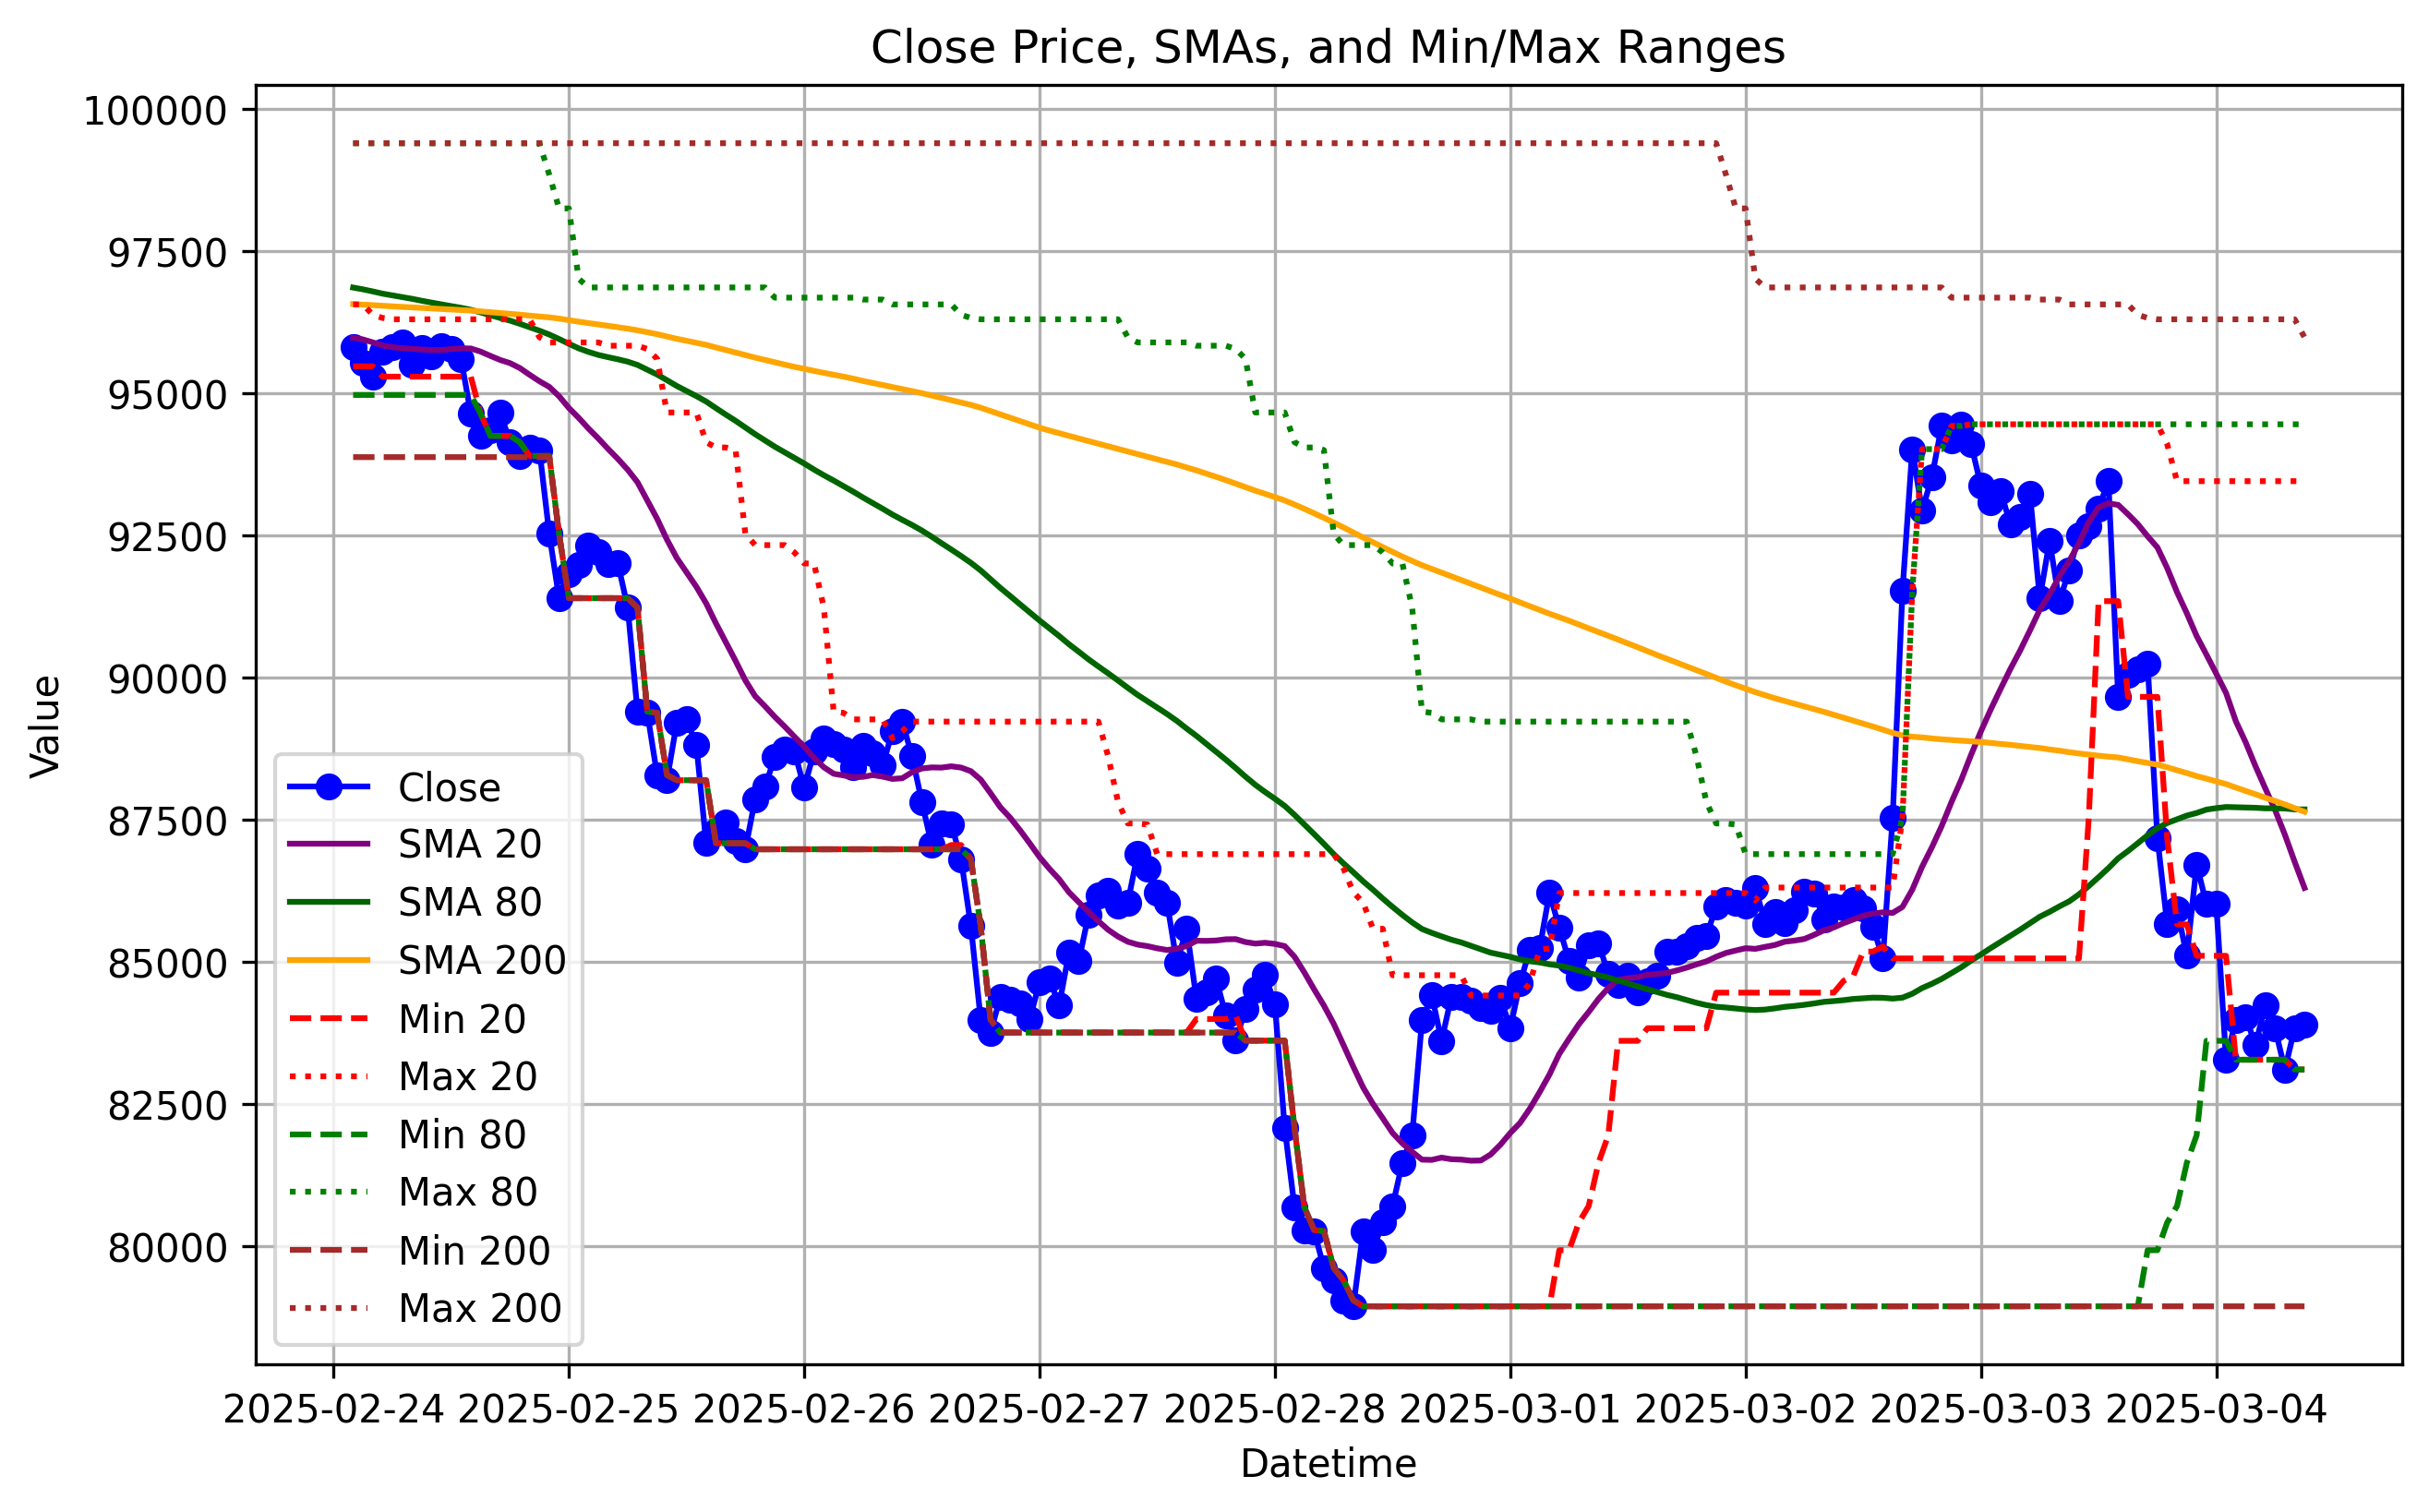 Close Price, SMAs, and Min/Max Ranges
Value
100000
97500
95000
92500
90000
87500
85000
82500
80000
Close
SMA 20
SMA 80
SMA 200
Min 20
Max 20
Min 80
Max 80
Min 200
Max 200
2025-02-24 2025-02-25 2025-02-26 2025-02-27 2025-02-28 2025-03-01 2025-03-02 2025-03-03 2025-03-04
Datetime